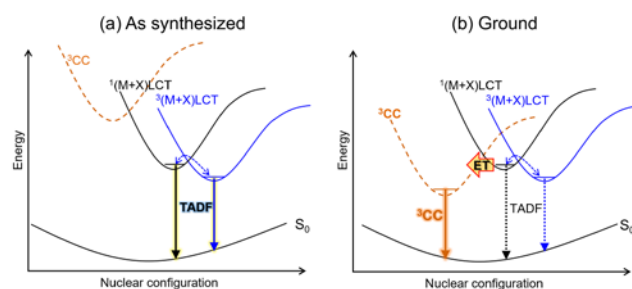 (a) As synthesized
³CC
¹(M+X)LCT
³(M+X)LCT
TADF
S₀
Energy
Nuclear configuration
(b) Ground
¹(M+X)LCT
³(M+X)LCT
³CC
ET
³CC
TADF
S₀
Energy
Nuclear configuration